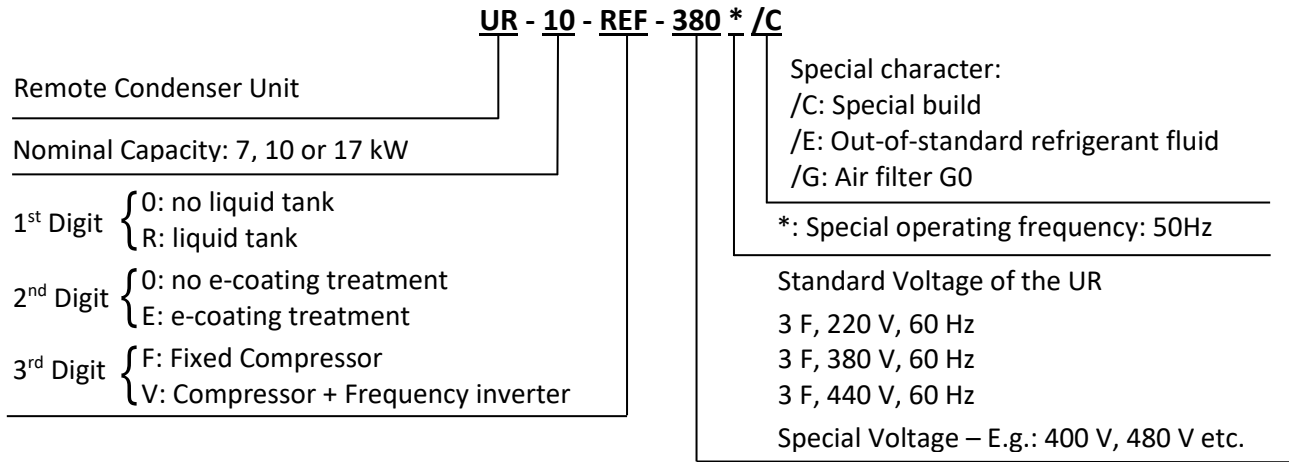 UR - 10 - REF - 380 * /C
Remote Condenser Unit
Nominal Capacity: 7, 10 or 17 kW
1st Digit
0: no liquid tank
R: liquid tank
2nd Digit
0: no e-coating treatment
E: e-coating treatment
3rd Digit
F: Fixed Compressor
V: Compressor + Frequency inverter
Special character:
/C: Special build
/E: Out-of-standard refrigerant fluid
/G: Air filter G0
*: Special operating frequency: 50Hz
Standard Voltage of the UR
3 F, 220 V, 60 Hz
3 F, 380 V, 60 Hz
3 F, 440 V, 60 Hz
Special Voltage – E.g.: 400 V, 480 V etc.